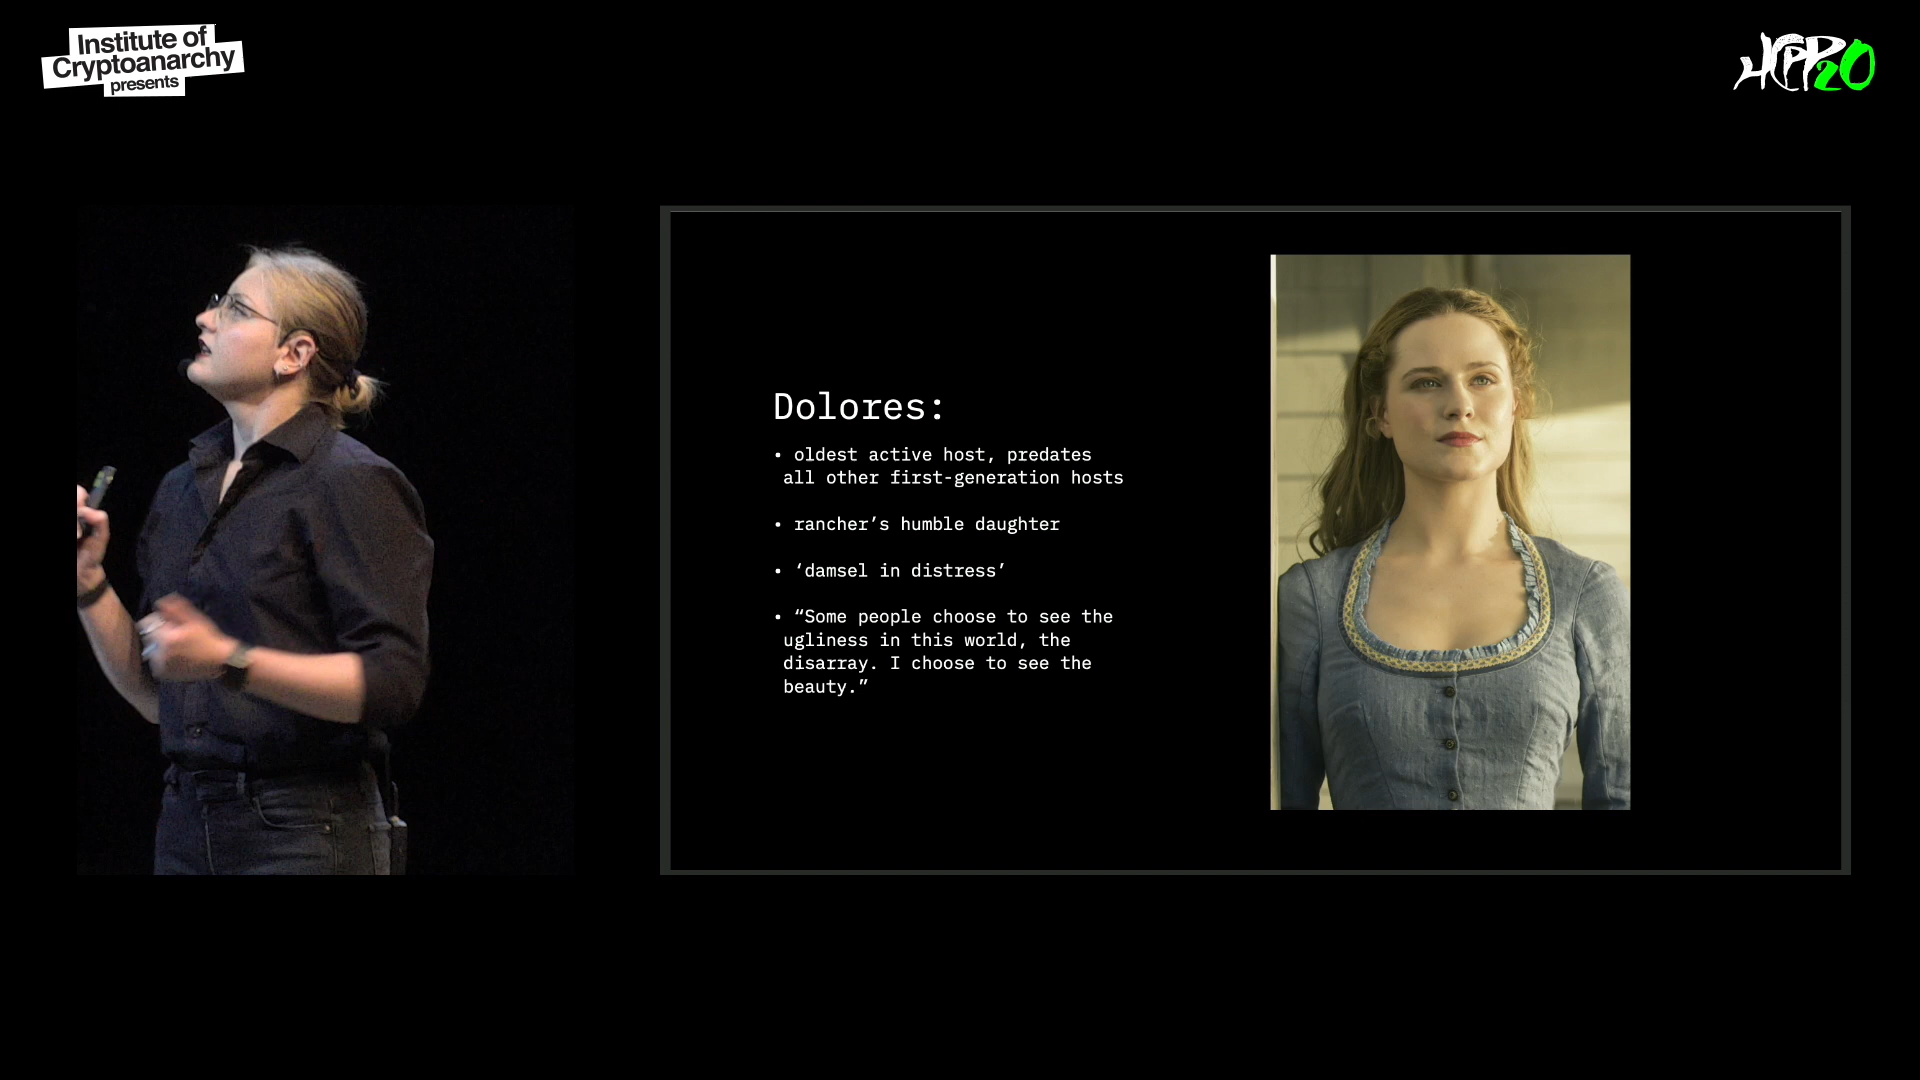 Institute of
Cryptoanarchy
presents
HCPP20
Dolores:
• oldest active host, predates
all other first-generation hosts
• rancher’s humble daughter
• ‘damsel in distress’
• “Some people choose to see the
ugliness in this world, the
disarray. I choose to see the
beauty.”